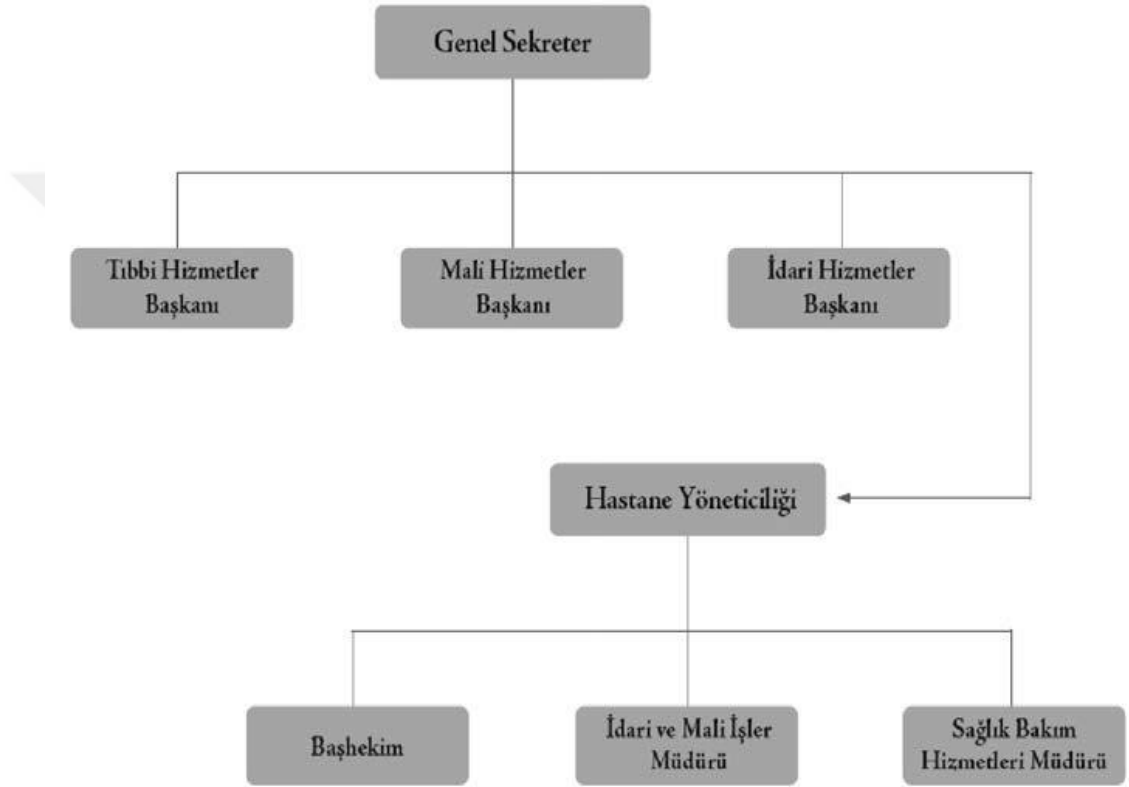 Genel Sekreter
Tıbbi Hizmetler
Başkanı
Mali Hizmetler
Başkanı
İdari Hizmetler
Başkanı
Hastane Yöneticiliği
Başhekim
İdari ve Mali İşler
Müdürü
Sağlık Bakım
Hizmetleri Müdürü